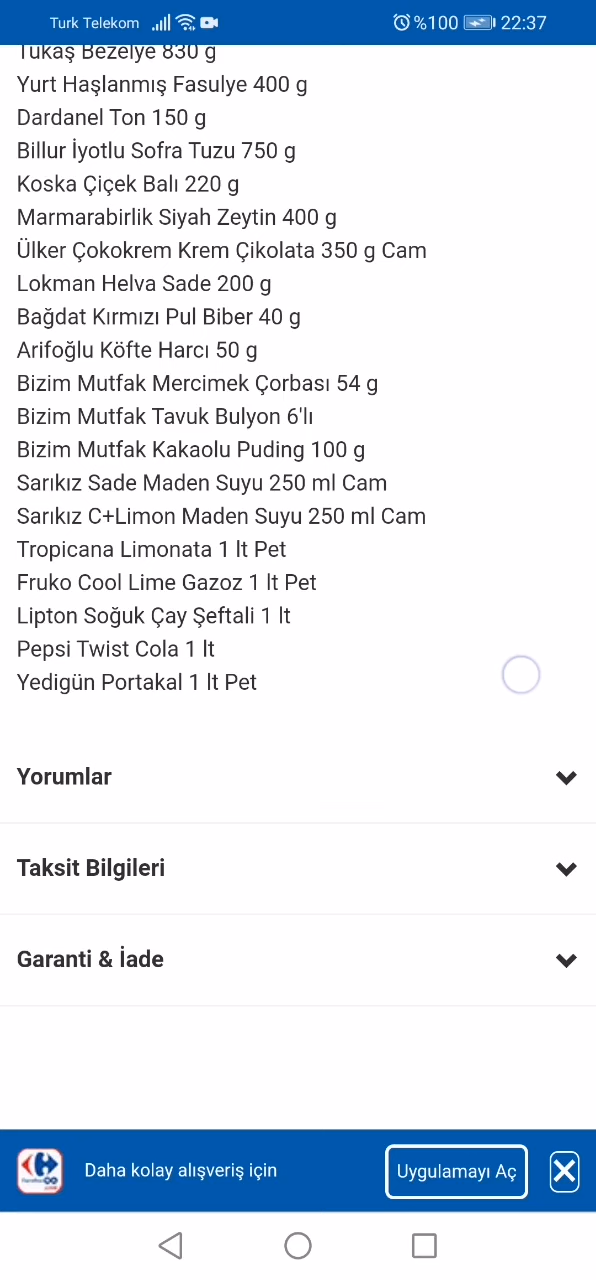 Turk Telekom %100 22:37
Tukaş Bezelye 830 g
Yurt Haşlanmış Fasulye 400 g
Dardanel Ton 150 g
Billur İyotlu Sofra Tuzu 750 g
Koska Çiçek Balı 220 g
Marmarabirlik Siyah Zeytin 400 g
Ülker Çokokrem Krem Çikolata 350 g Cam
Lokman Helva Sade 200 g
Bağdat Kırmızı Pul Biber 40 g
Arifoğlu Köfte Harcı 50 g
Bizim Mutfak Mercimek Çorbası 54 g
Bizim Mutfak Tavuk Bulyon 6'lı
Bizim Mutfak Kakaolu Puding 100 g
Sarıkız Sade Maden Suyu 250 ml Cam
Sarıkız C+Limon Maden Suyu 250 ml Cam
Tropicana Limonata 1 lt Pet
Fruko Cool Lime Gazoz 1 lt Pet
Lipton Soğuk Çay Şeftali 1 lt
Pepsi Twist Cola 1 lt
Yedigün Portakal 1 lt Pet
Yorumlar
Taksit Bilgileri
Garanti & İade
Daha kolay alışveriş için
Uygulamayı Aç